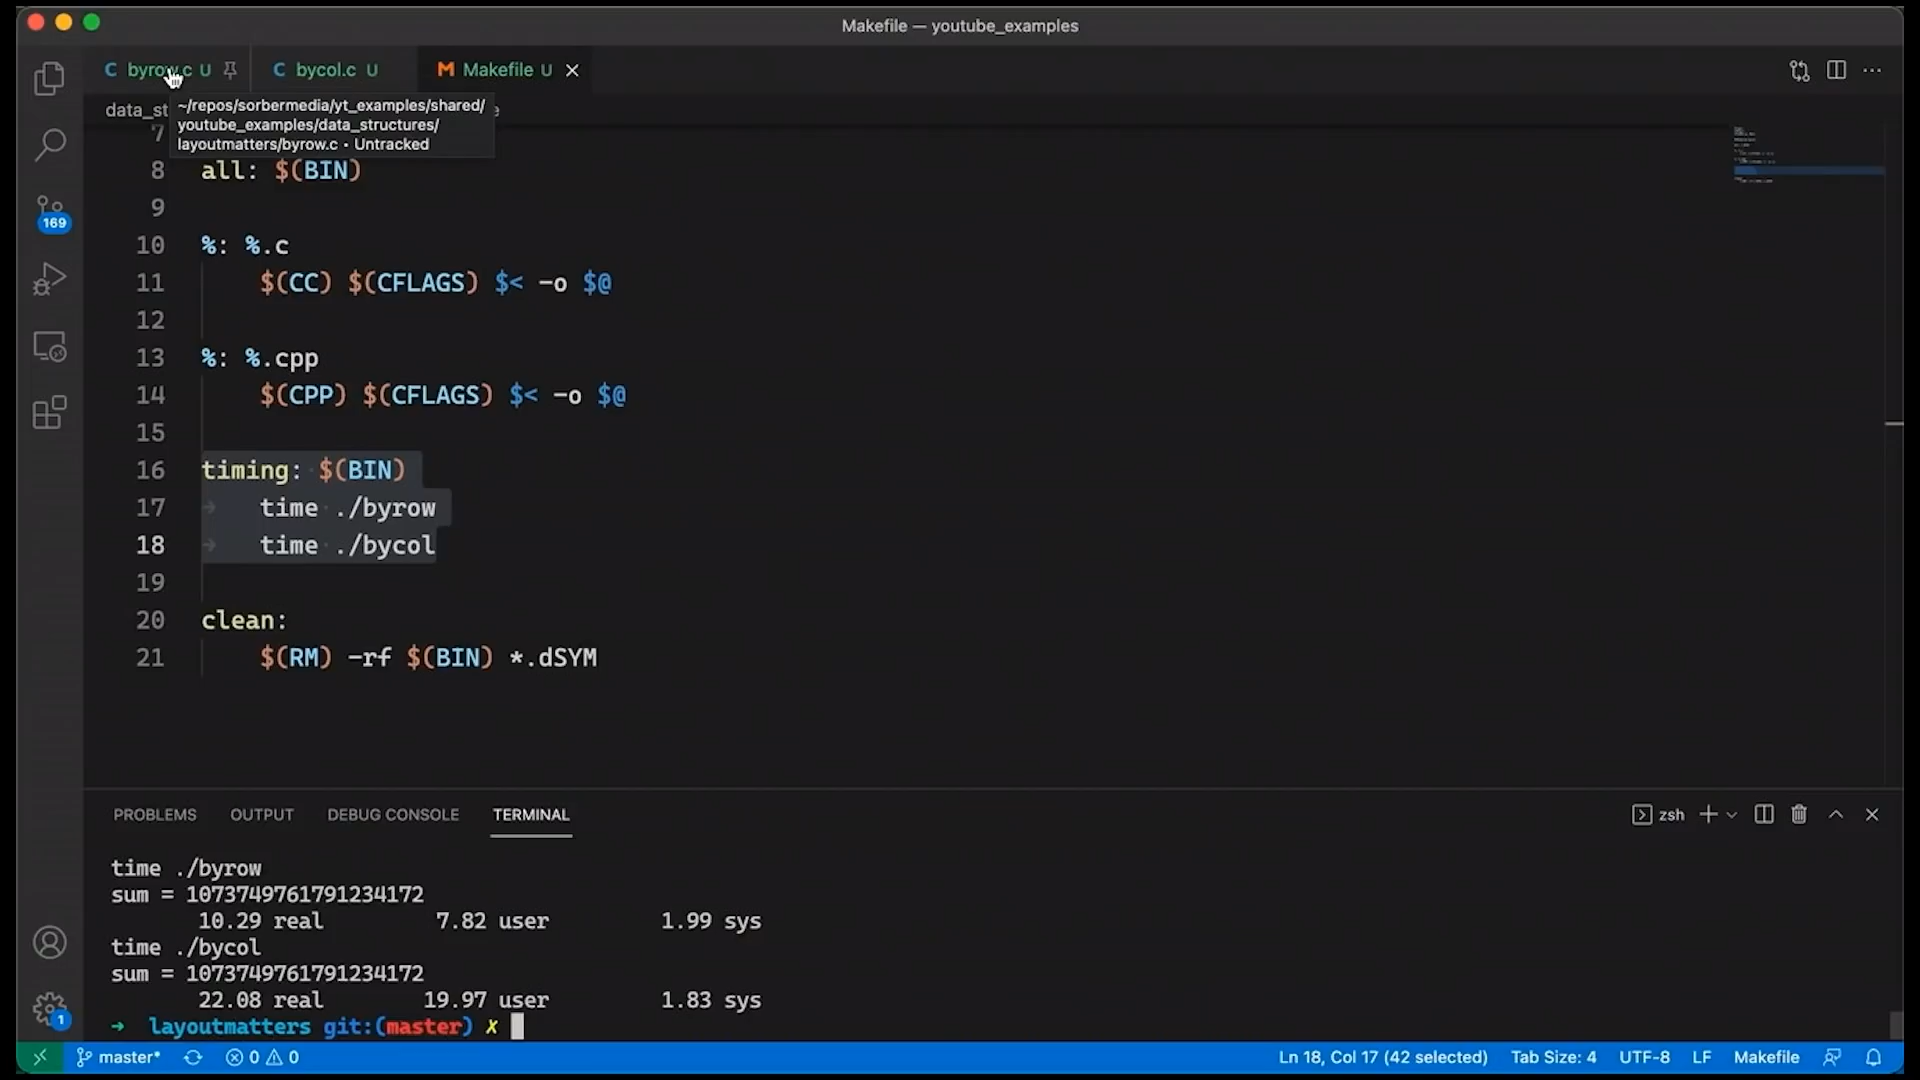 Makefile — youtube_examples
C byrow.c U
C bycol.c U
M Makefile U
data_st
e
~/repos/sorbermedia/yt_examples/shared/
youtube_examples/data_structures/
layoutmatters/byrow.c • Untracked
7
8 all: $(BIN)
9
10 %: %.c
11 $(CC) $(CFLAGS) $< -o $@
12
13 %: %.cpp
14 $(CPP) $(CFLAGS) $< -o $@
15
16 timing: $(BIN)
17 time ./byrow
18 time ./bycol
19
20 clean:
21 $(RM) -rf $(BIN) *.dSYM
169
1
PROBLEMS OUTPUT DEBUG CONSOLE TERMINAL
zsh
time ./byrow
sum = 1073749761791234172
10.29 real 7.82 user 1.99 sys
time ./bycol
sum = 1073749761791234172
22.08 real 19.97 user 1.83 sys
➜ layoutmatters git:(master) ✗
master* 0 0 Ln 18, Col 17 (42 selected) Tab Size: 4 UTF-8 LF Makefile